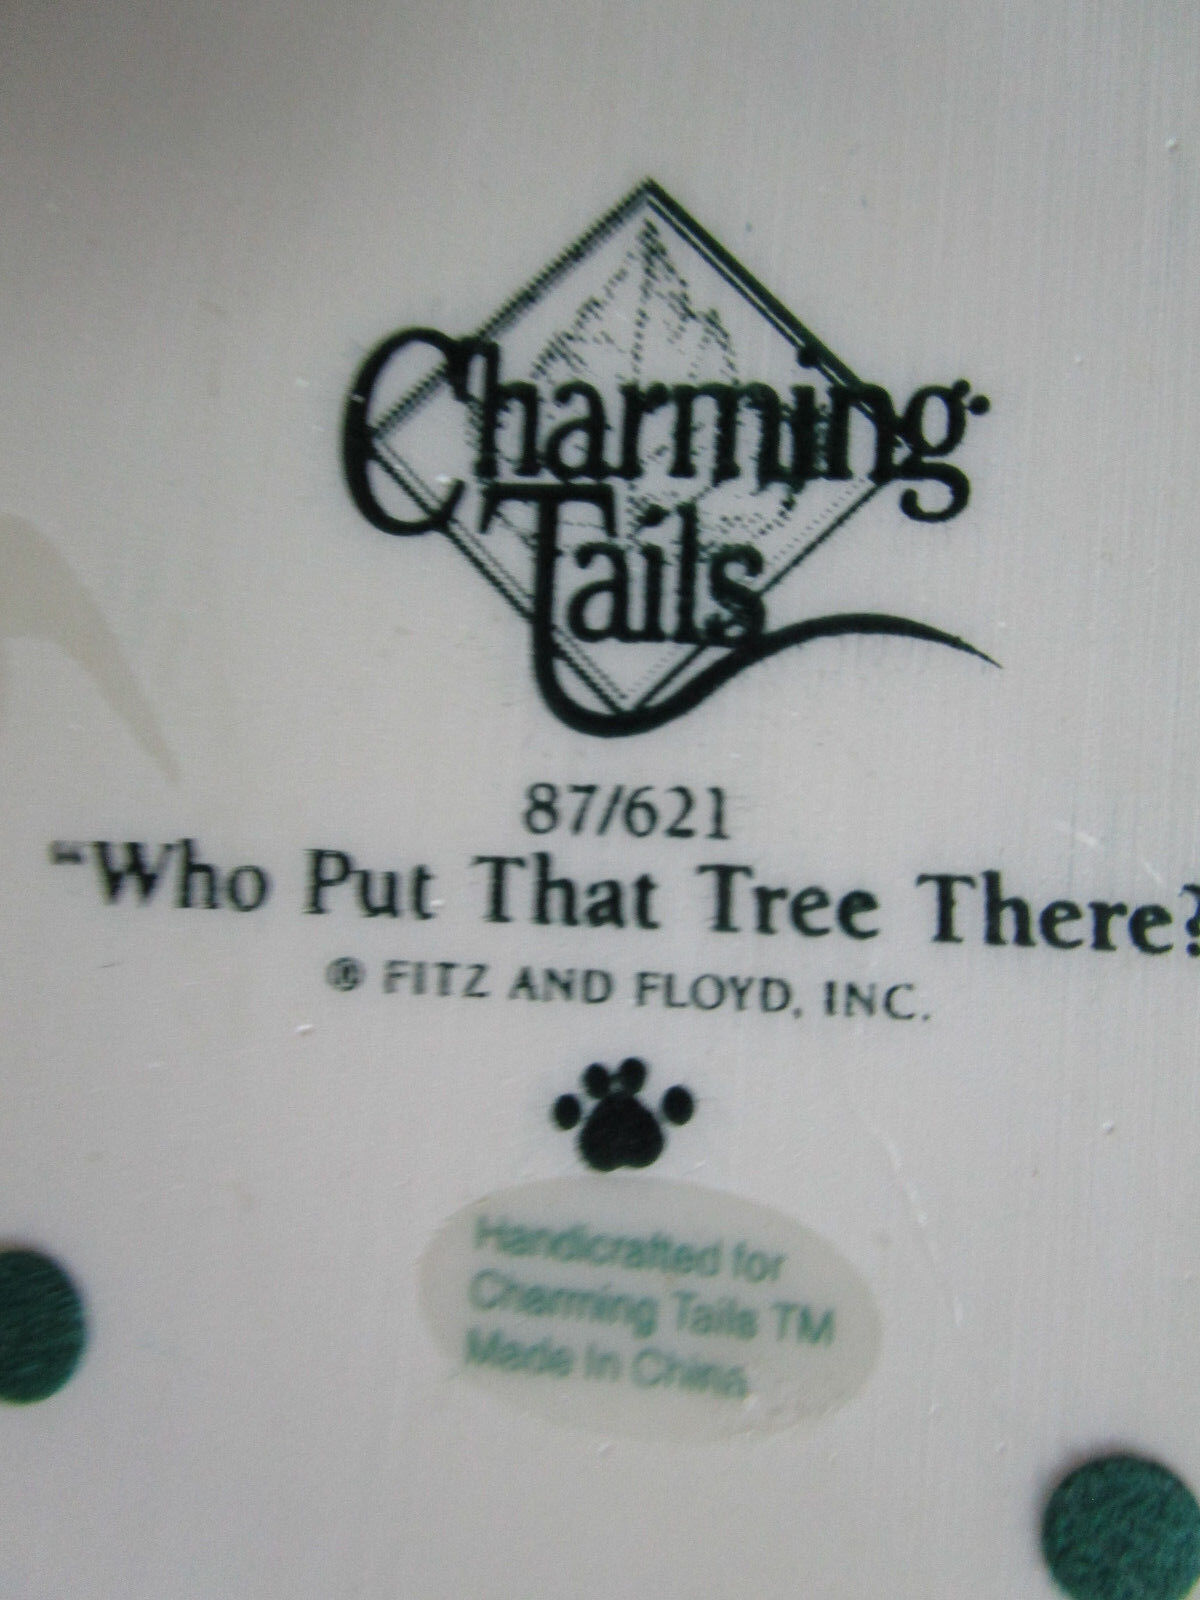 Charming
Tails
87/621
“Who Put That Tree There?
® FITZ AND FLOYD, INC.
Handicrafted for
Charming Tails TM
Made In China